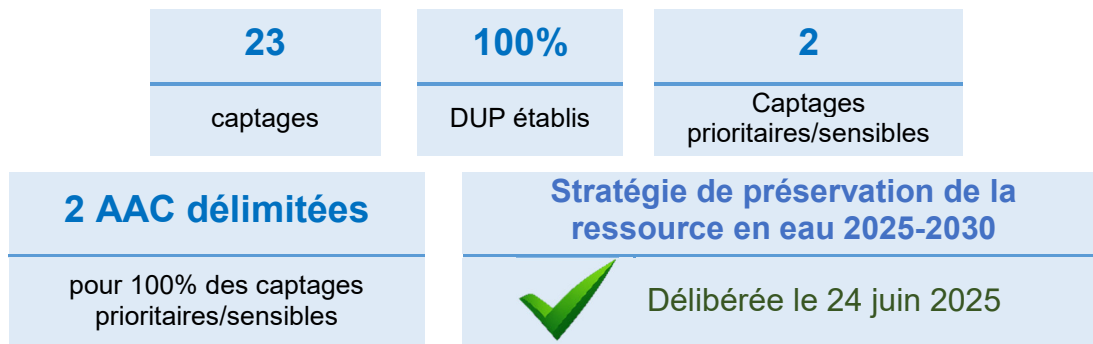 23
captages
100%
DUP établis
2
Captages
prioritaires/sensibles
2 AAC délimitées
pour 100% des captages
prioritaires/sensibles
Stratégie de préservation de la
ressource en eau 2025-2030
Délibérée le 24 juin 2025